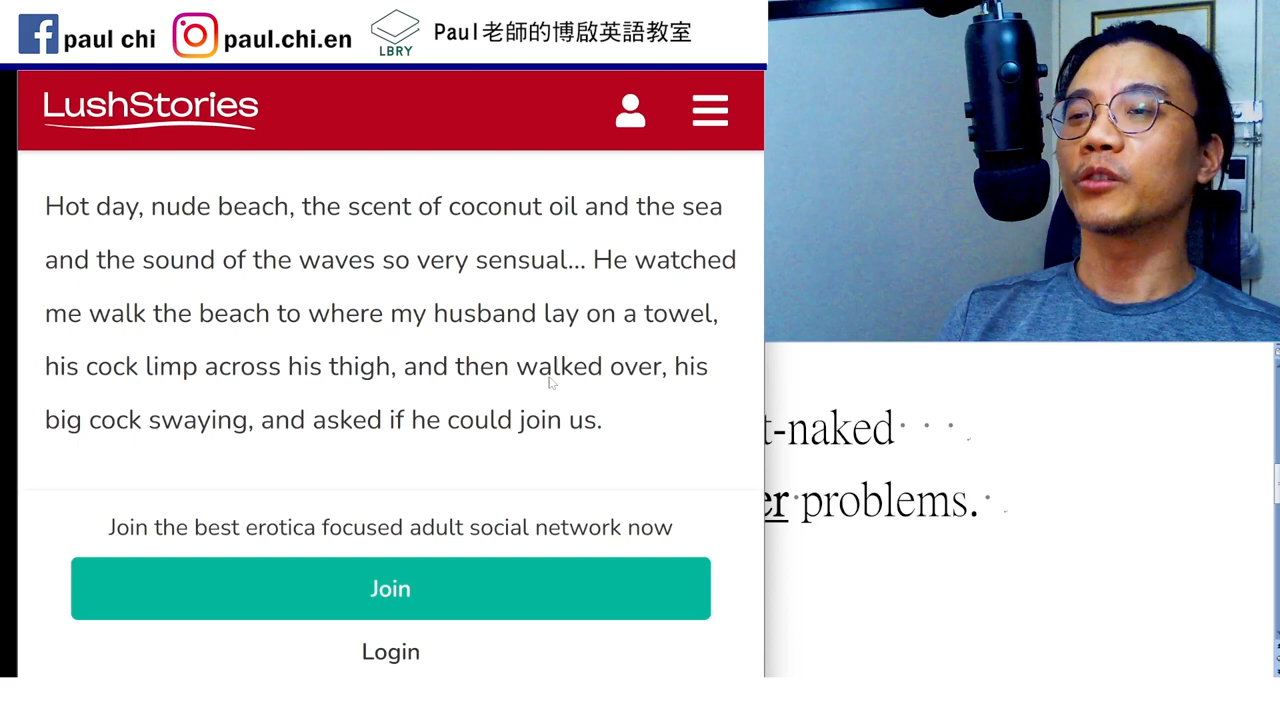 paul chi
paul.chi.en
LBRY
Paul老師的博啟英語教室
LushStories
Hot day, nude beach, the scent of coconut oil and the sea
and the sound of the waves so very sensual... He watched
me walk the beach to where my husband lay on a towel,
his cock limp across his thigh, and then walked over, his
big cock swaying, and asked if he could join us.
Join the best erotica focused adult social network now
Join
Login
t-naked
er problems.